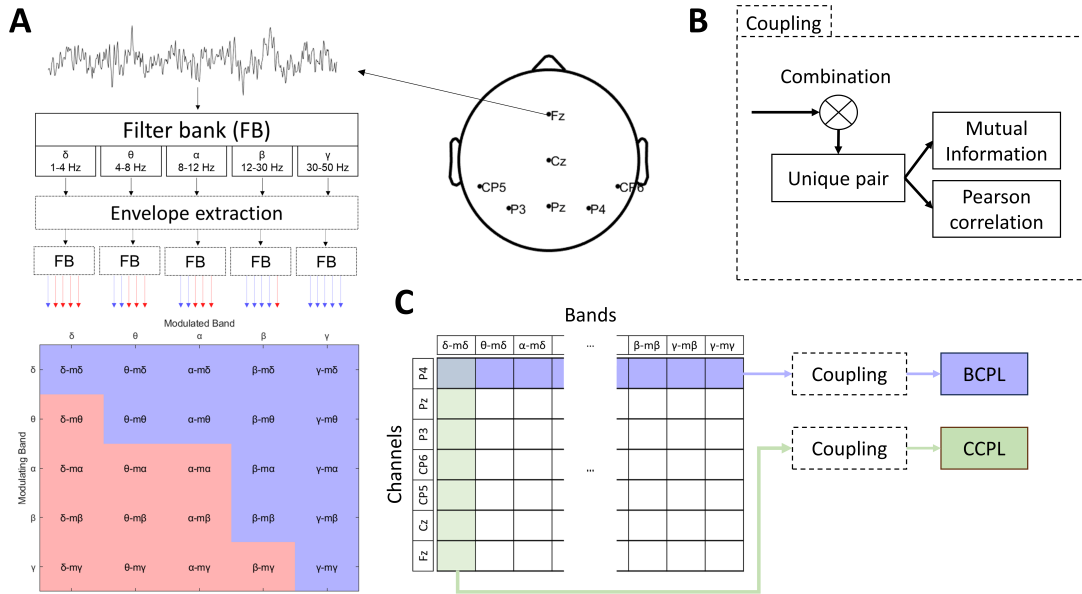 A
Filter bank (FB)
δ θ α β γ
1-4 Hz 4-8 Hz 8-12 Hz 12-30 Hz 30-50 Hz
Envelope extraction
FB FB FB FB FB
Modulated Band
δ θ α β γ
Modulating Band
δ δ-mδ θ-mδ α-mδ β-mδ γ-mδ
θ δ-mθ θ-mθ α-mθ β-mθ γ-mθ
α δ-mα θ-mα α-mα β-mα γ-mα
β δ-mβ θ-mβ α-mβ β-mβ γ-mβ
γ δ-mγ θ-mγ α-mγ β-mγ γ-mγ
Fz
Cz
CP5 CP6
P3 Pz P4
B
Coupling
Combination
Unique pair
Mutual
Information
Pearson
correlation
C
Bands
δ-mδ θ-mδ α-mδ ... β-mβ γ-mβ γ-mγ
Channels
P4
Pz
P3
CP6
...
CP5
Cz
Fz
Coupling BCPL
Coupling CCPL